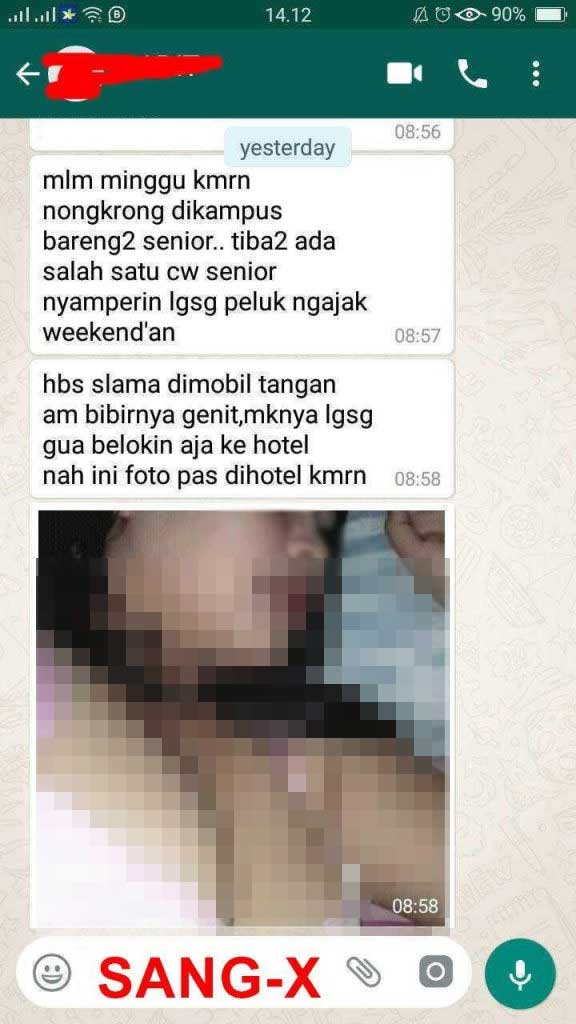 14.12
90%
08:56
yesterday
mlm minggu kmrn
nongkrong dikampus
bareng2 senior.. tiba2 ada
salah satu cw senior
nyamperin lgsg peluk ngajak
weekend'an
08:57
hbs slama dimobil tangan
am bibirnya genit,mknya lgsg
gua belokin aja ke hotel
nah ini foto pas dihotel kmrn
08:58
08:58
SANG-X